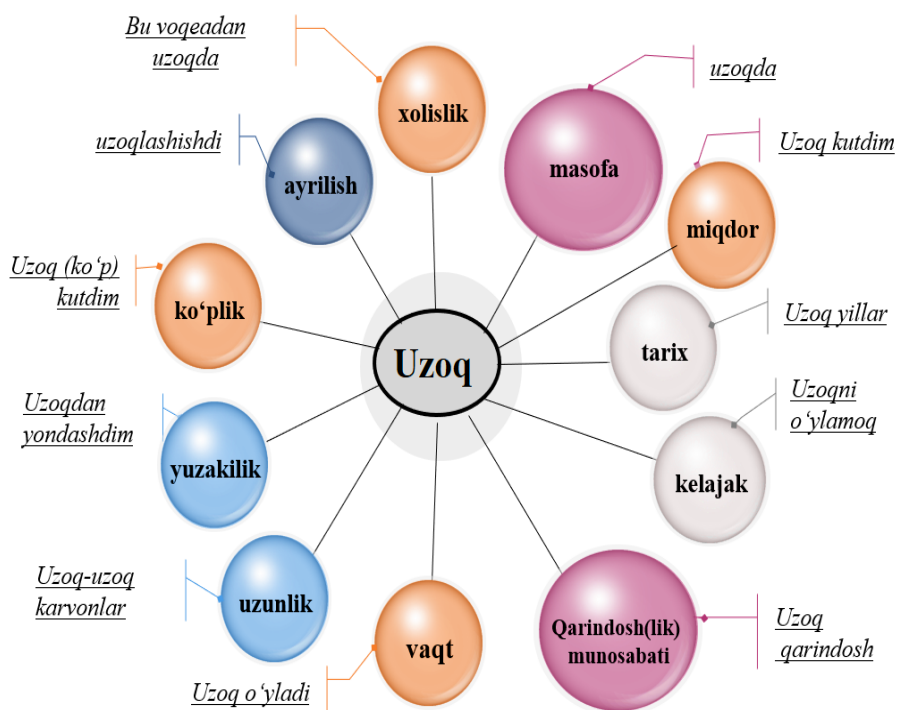 Bu voqeadan
uzoqda
xolislik
uzoqda
masofa
uzoqlashishdi
ayrilish
Uzoq kutdim
miqdor
Uzoq (ko‘p)
kutdim
ko‘plik
Uzoq
Uzoq yillar
tarix
Uzoqni
o‘ylamoq
kelajak
Uzoqdan
yondashdim
yuzakilik
Uzoq-uzoq
karvonlar
uzunlik
Uzoq o‘yladi
vaqt
Qarindosh(lik)
munosabati
Uzoq
qarindosh